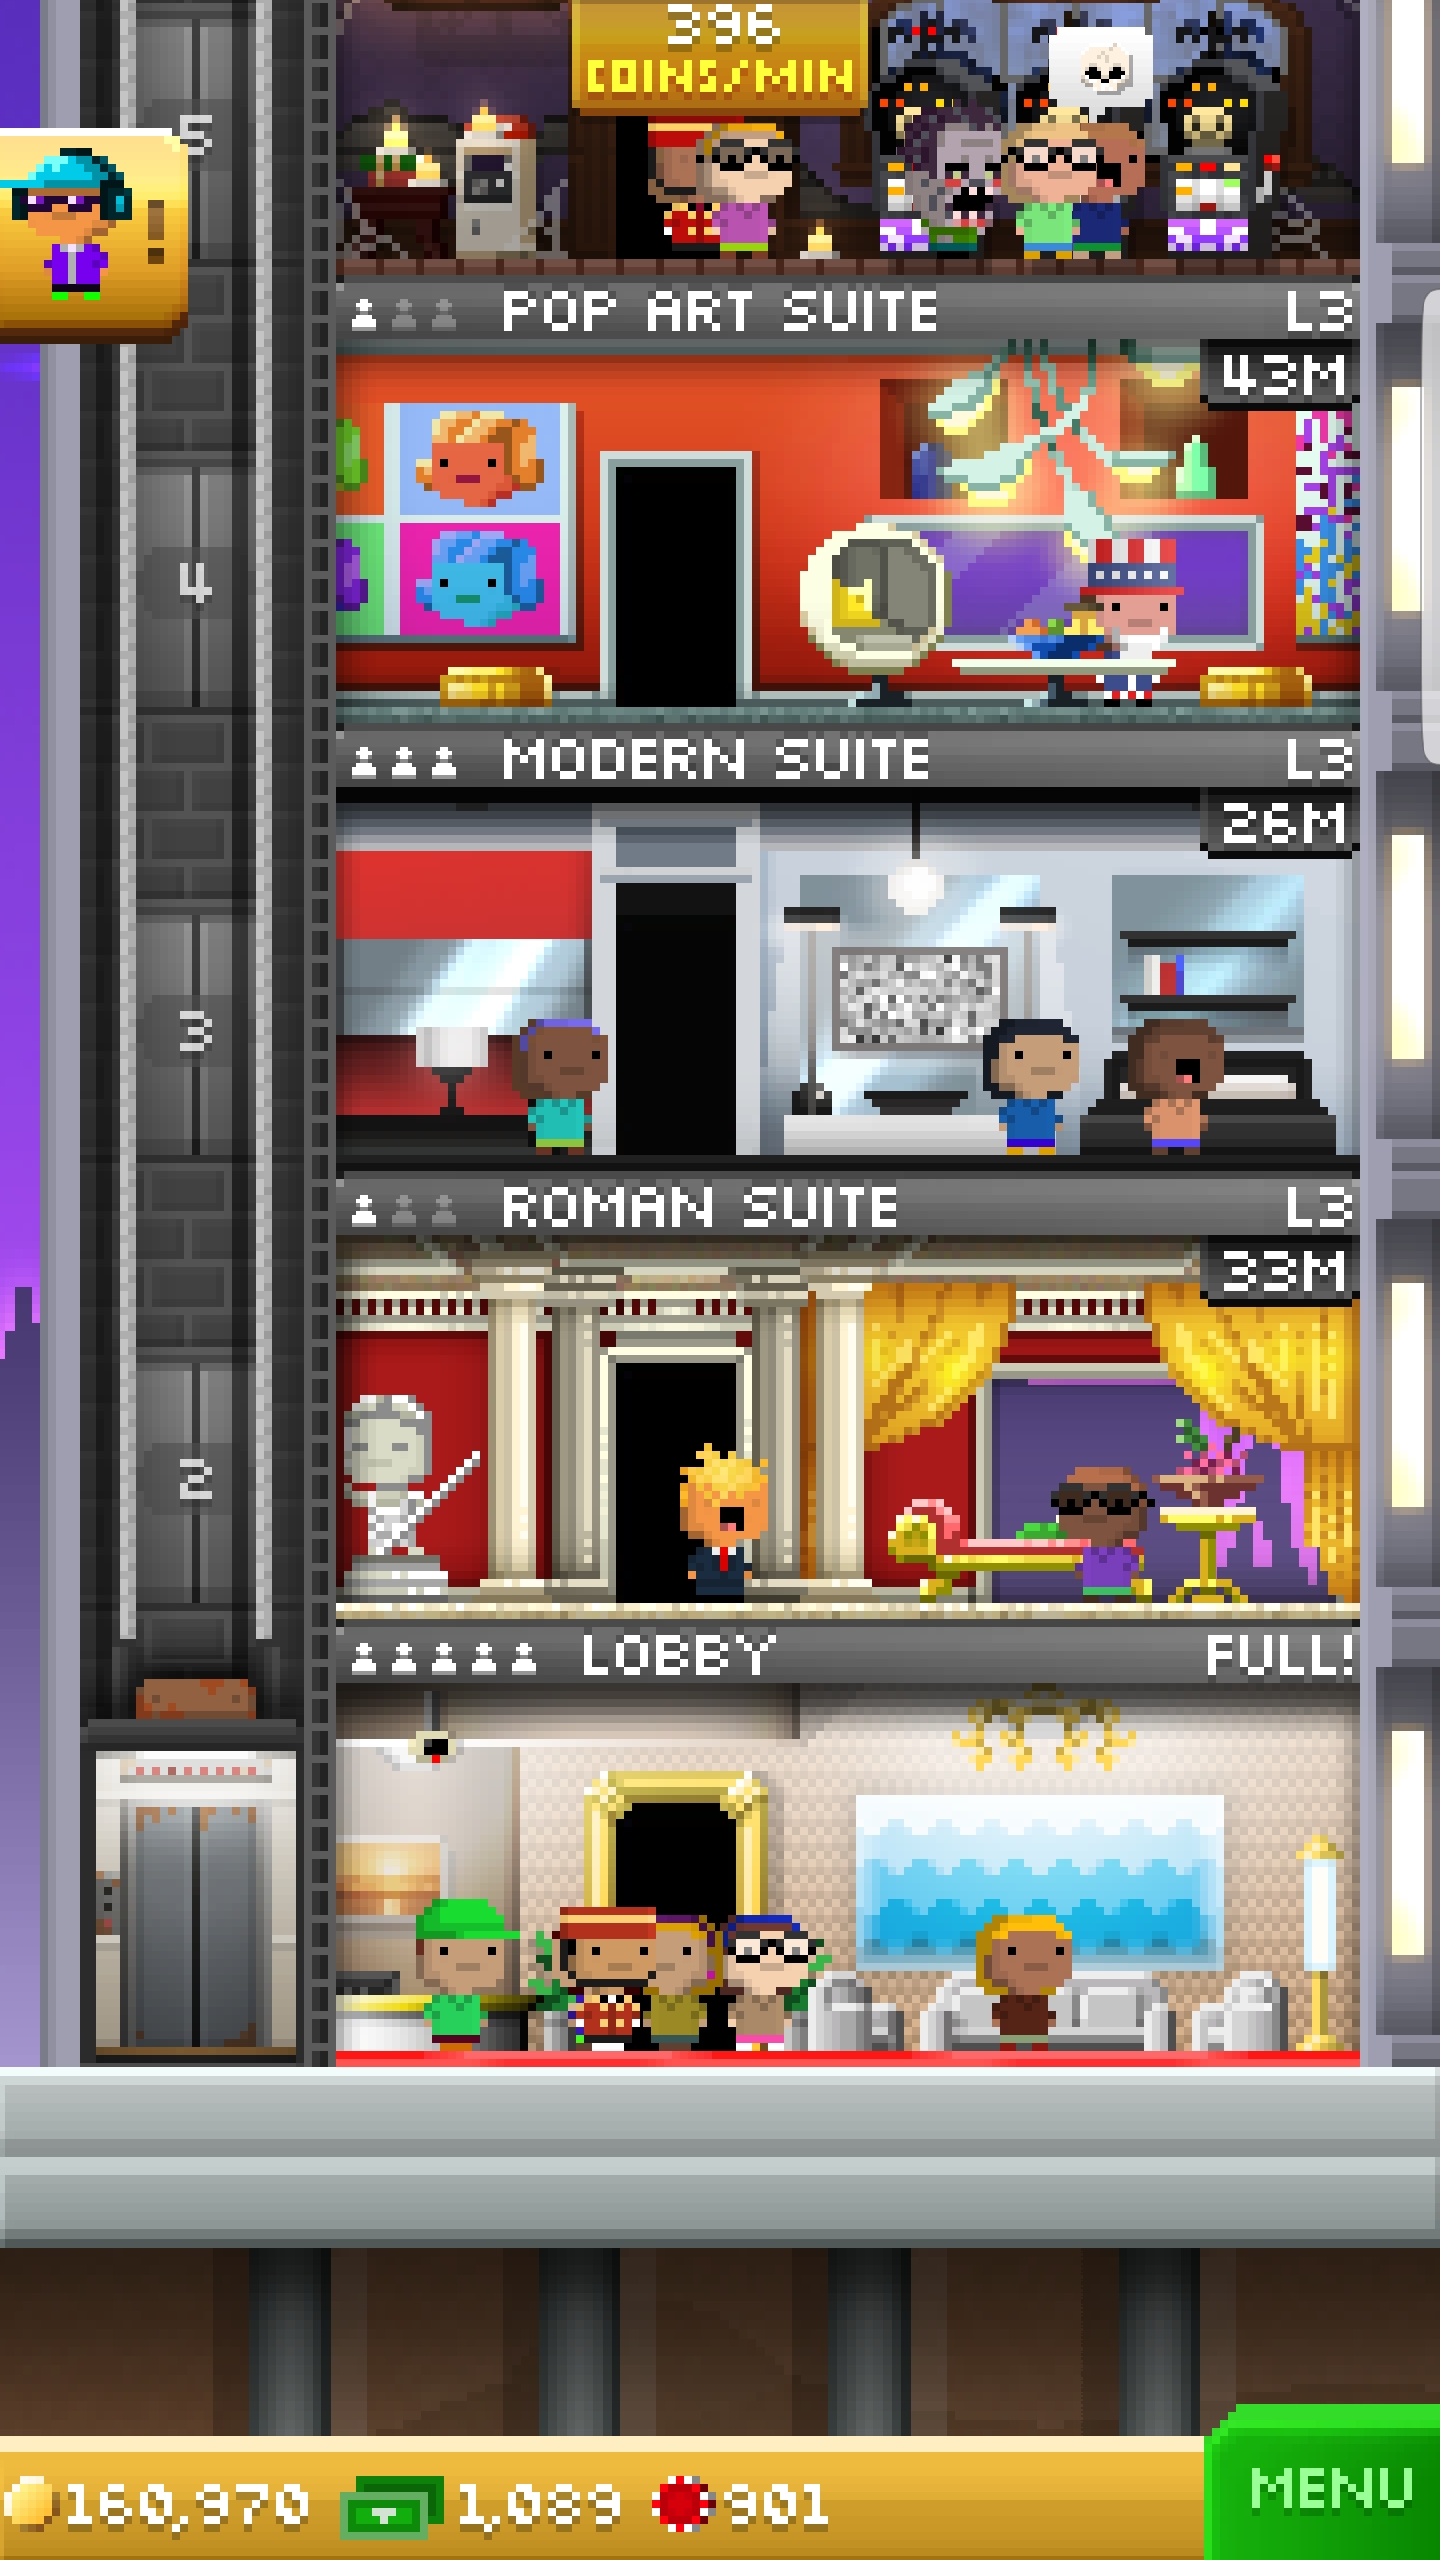 396
COINS/MIN
5
!
POP ART SUITE L3
43M
4
MODERN SUITE L3
26M
3
ROMAN SUITE L3
33M
2
LOBBY FULL!
160,970 1,089 901
MENU